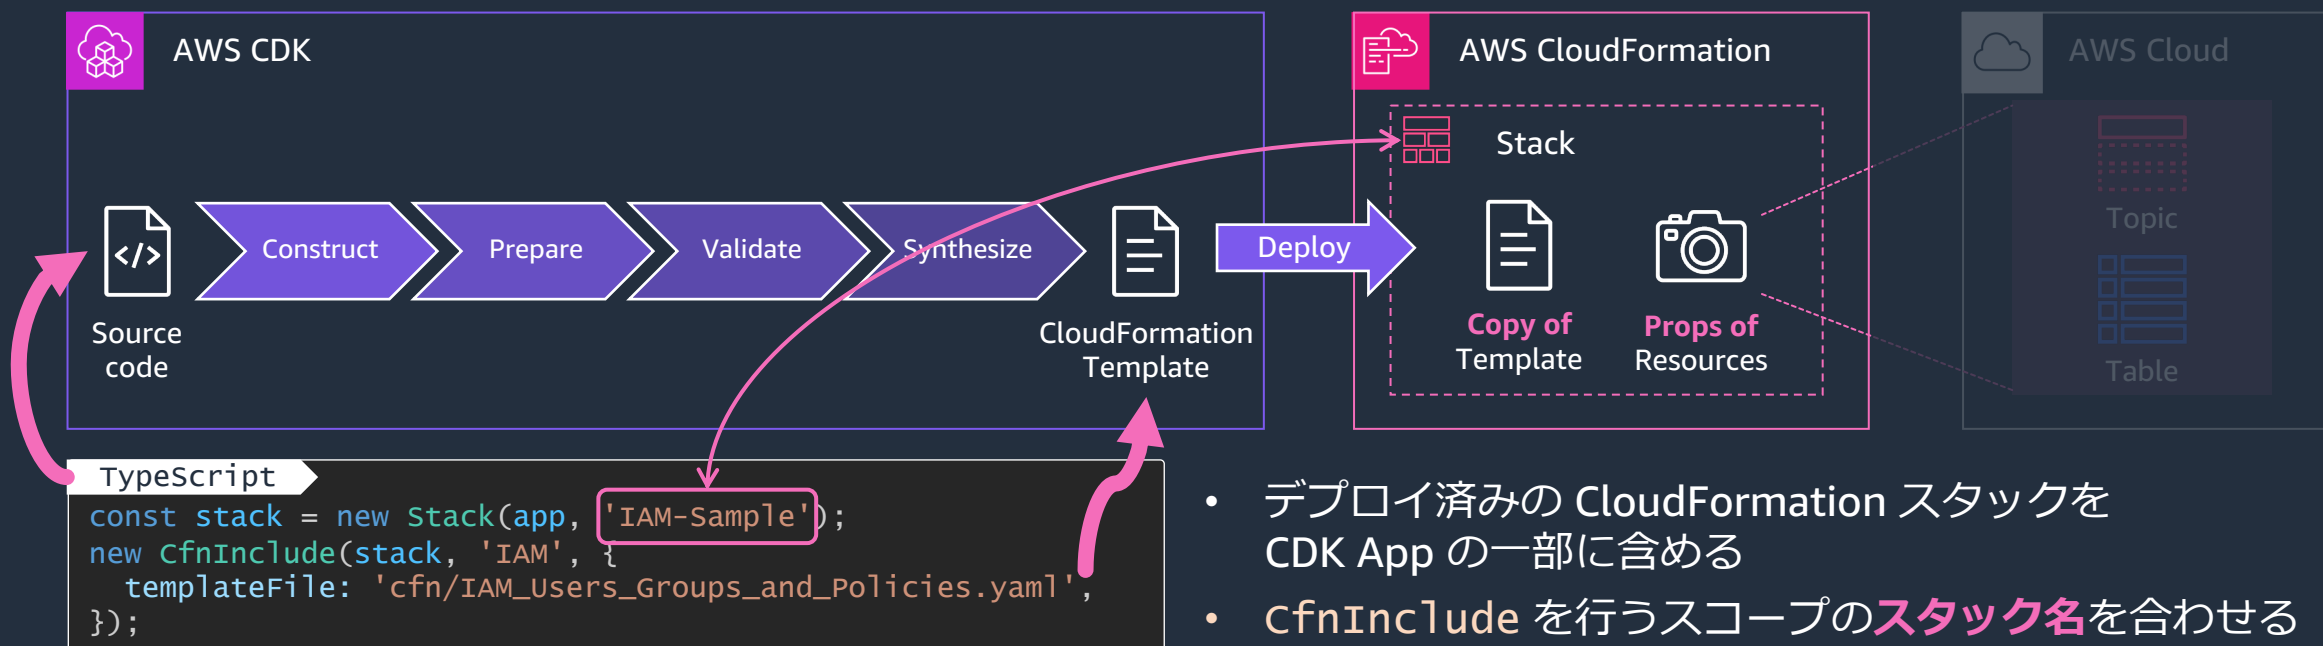 AWS CDK
Source
code
Construct
Prepare
Validate
Synthesize
CloudFormation
Template
Deploy
AWS CloudFormation
Stack
Copy of
Template
Props of
Resources
AWS Cloud
Topic
Table
TypeScript
const stack = new Stack(app, 'IAM-Sample');
new CfnInclude(stack, 'IAM', {
  templateFile: 'cfn/IAM_Users_Groups_and_Policies.yaml',
});
• デプロイ済みの CloudFormation スタックを
CDK App の一部に含める
• CfnInclude を行うスコープのスタック名を合わせる